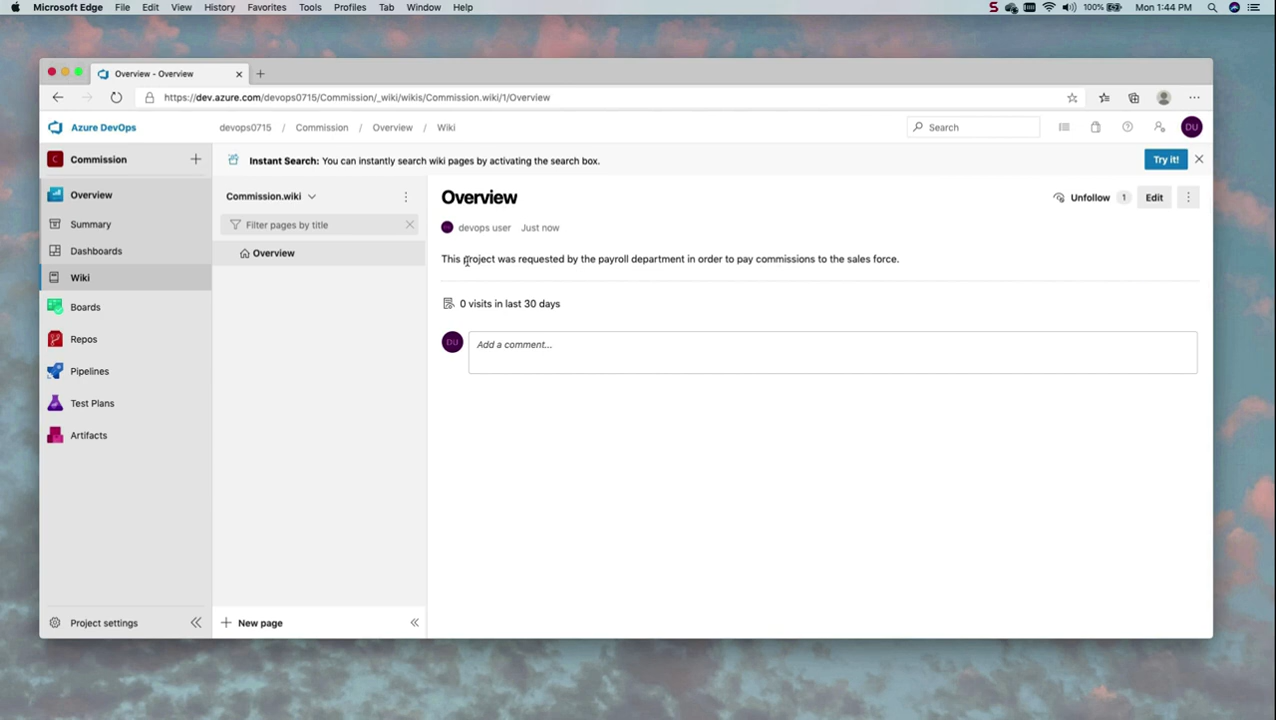 Microsoft Edge File Edit View History Favorites Tools Profiles Tab Window Help S 100% Mon 1:44 PM
Overview - Overview
https://dev.azure.com/devops0715/Commission/_wiki/wikis/Commission.wiki/1/Overview
Azure DevOps devops0715 / Commission / Overview / Wiki Search DU
C Commission
Instant Search: You can instantly search wiki pages by activating the search box. Try it!
Overview
Summary
Dashboards
Wiki
Boards
Repos
Pipelines
Test Plans
Artifacts
Project settings
Commission.wiki
Filter pages by title
Overview
New page
Overview
Unfollow 1 Edit
devops user Just now
This project was requested by the payroll department in order to pay commissions to the sales force.
0 visits in last 30 days
DU Add a comment...